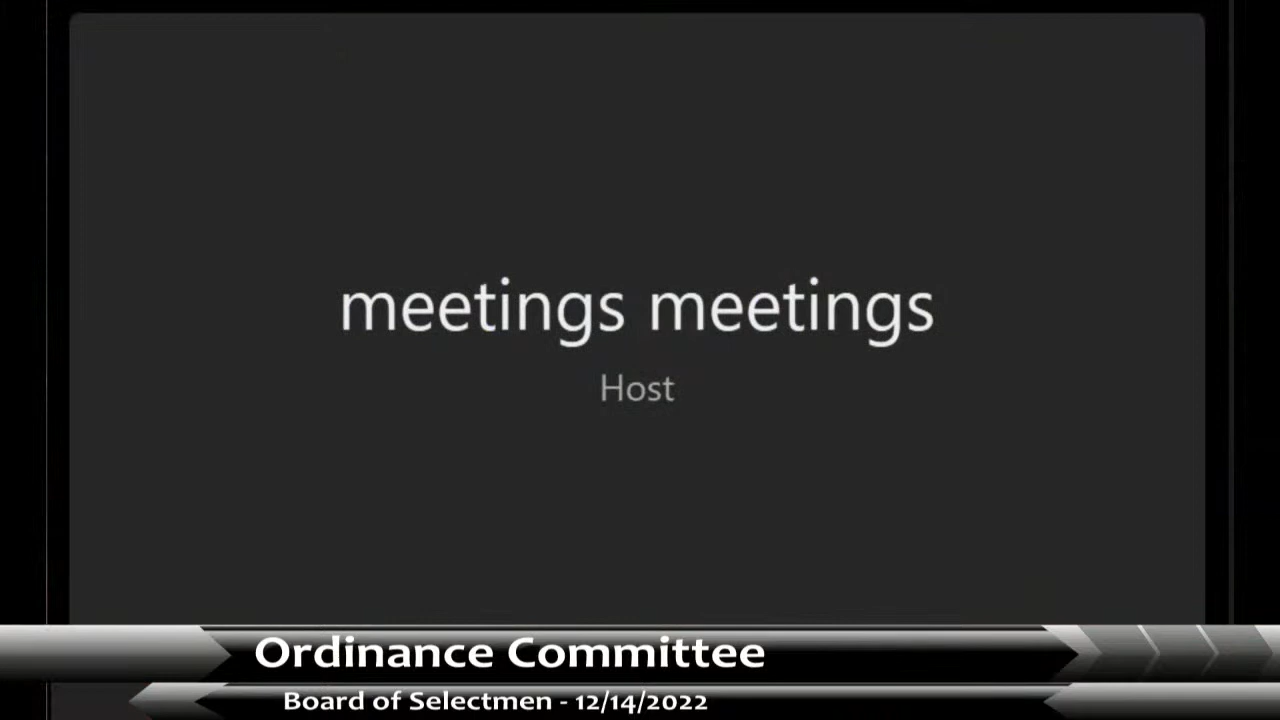 meetings meetings
Host
Ordinance Committee
Board of Selectmen - 12/14/2022